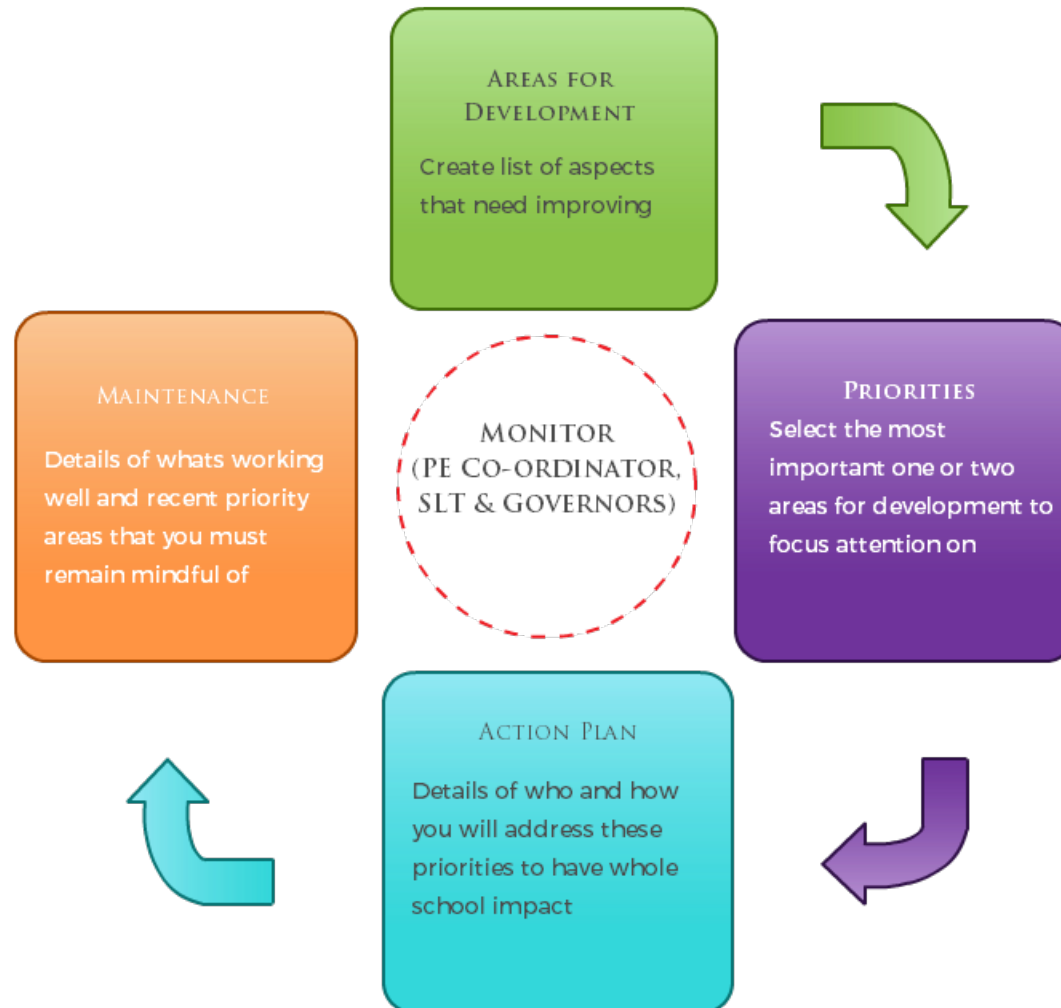 Areas for
Development
Create list of aspects
that need improving
Priorities
Select the most
important one or two
areas for development to
focus attention on
Action Plan
Details of who and how
you will address these
priorities to have whole
school impact
Maintenance
Details of whats working
well and recent priority
areas that you must
remain mindful of
Monitor
(PE Co-ordinator,
SLT & Governors)